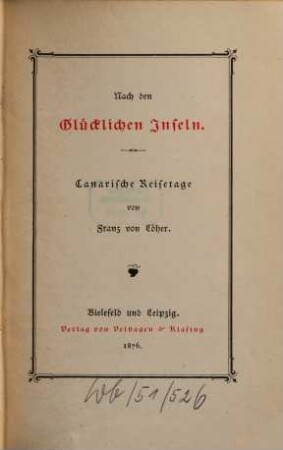 Nach den
Glücklichen Inseln.
Canarische Reisetage
von
Franz von Löher.
Bielefeld und Leipzig.
Verlag von Velhagen & Klasing
1876.
Wb/51/526